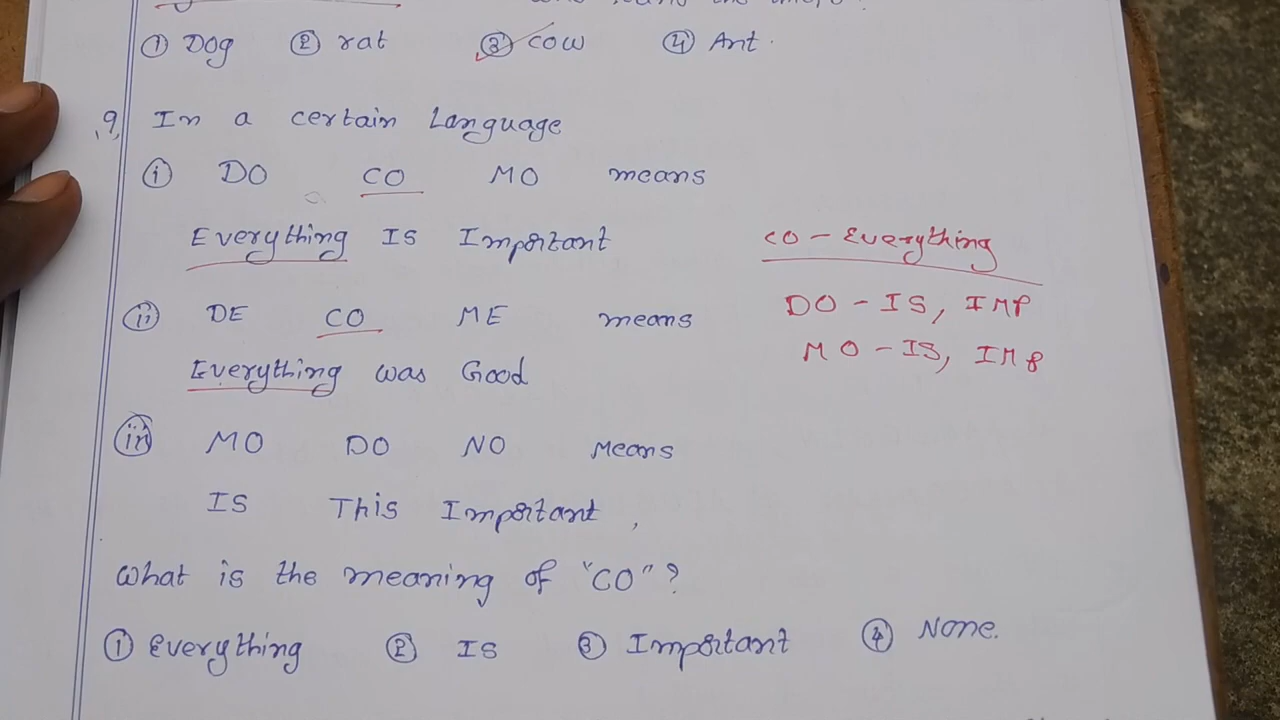 ① Dog ② rat ③ cow ④ Ant.
9, In a certain Language
ⓘ DO CO MO means
Everything IS Important
CO - Everything
DO - IS, IMP
MO - IS, IMP
ii DE CO ME means
Everything was Good
iii MO DO NO Means
IS This Important,
What is the meaning of "CO"?
① Everything ② IS ③ Important ④ None.